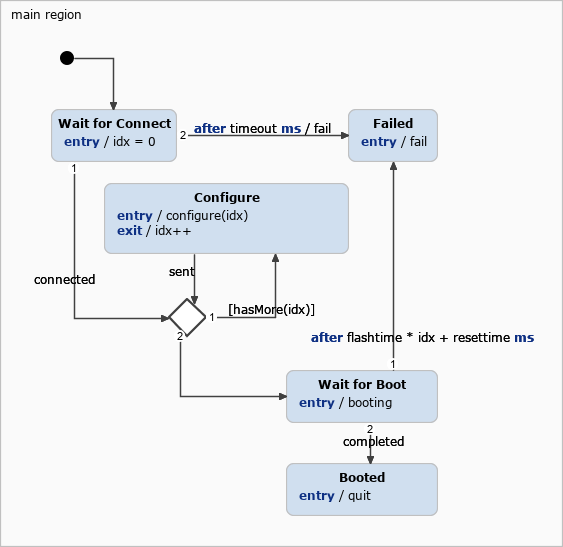 main region
Wait for Connect
entry / idx = 0
2
after timeout ms / fail
Failed
entry / fail
1
Configure
entry / configure(idx)
exit / idx++
sent
connected
1
[hasMore(idx)]
2
after flashtime * idx + resettime ms
1
Wait for Boot
entry / booting
2
completed
Booted
entry / quit